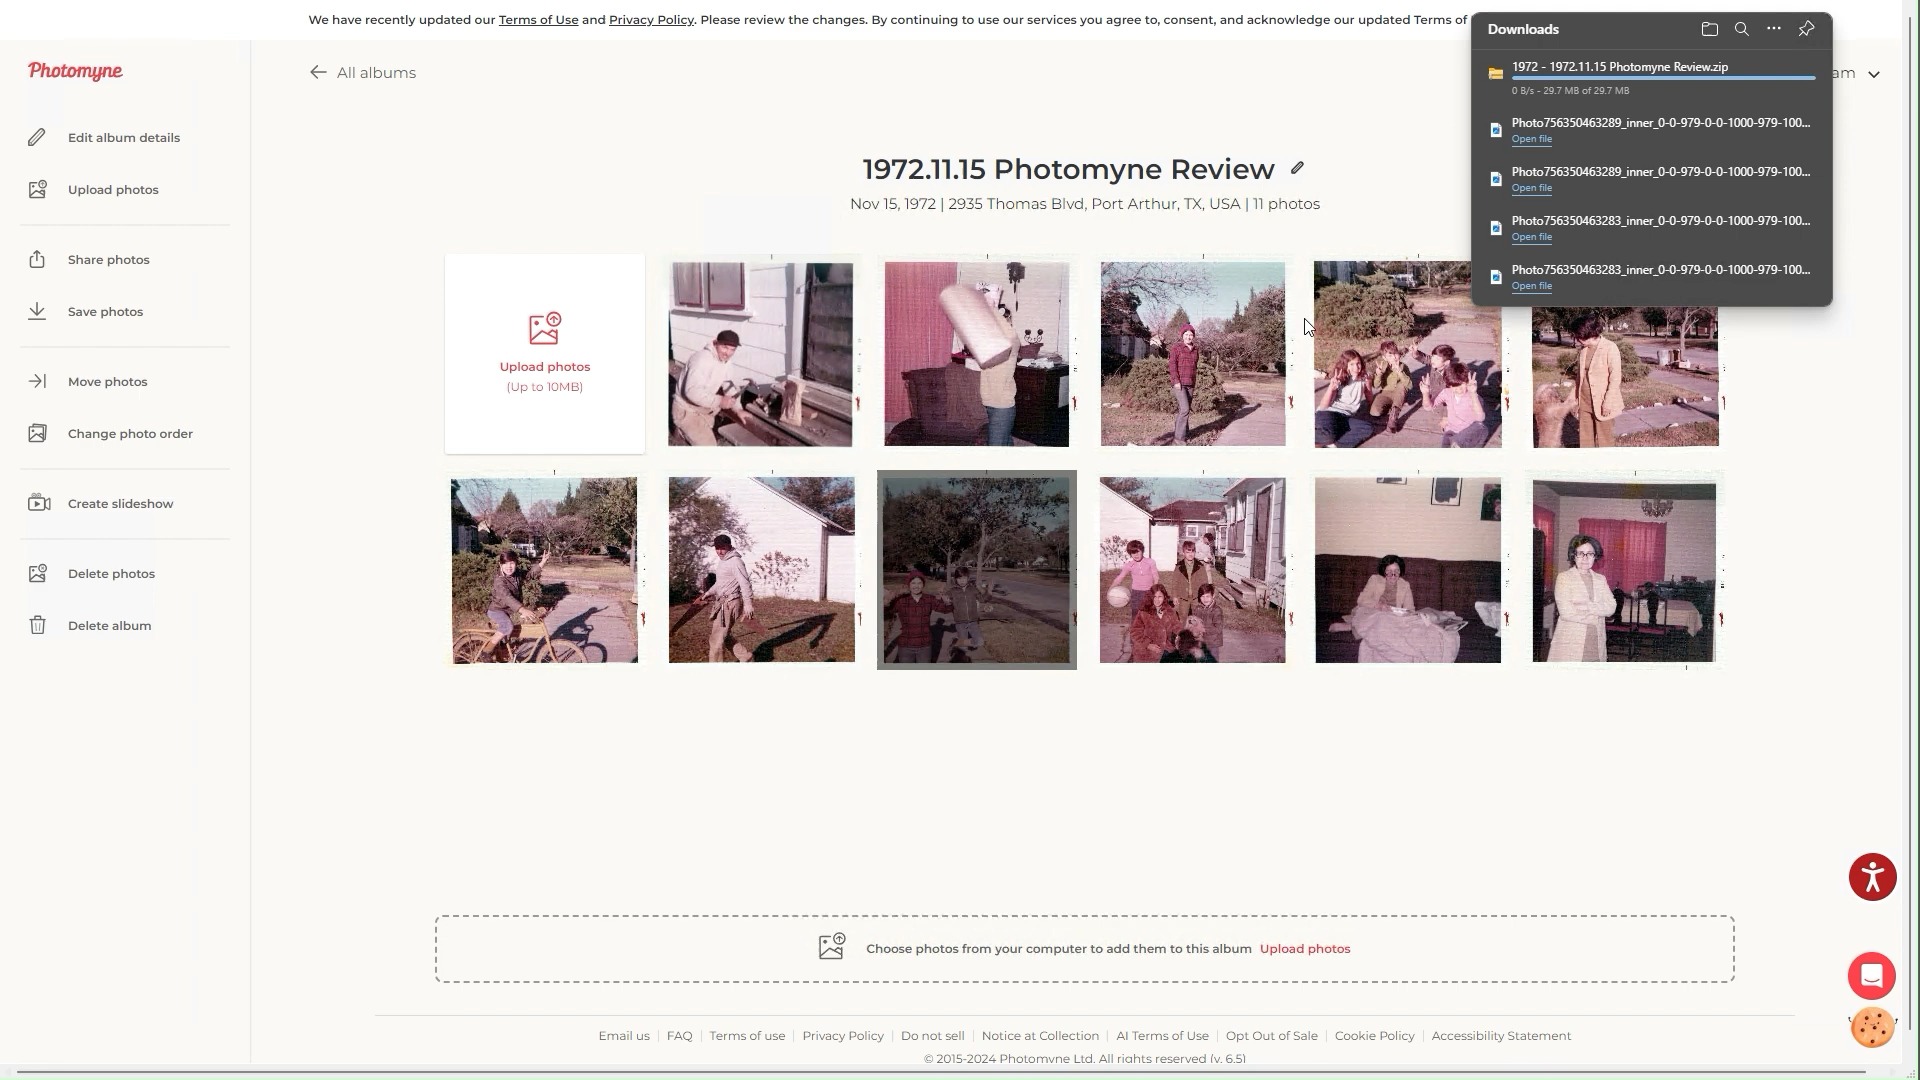 We have recently updated our Terms of Use and Privacy Policy. Please review the changes. By continuing to use our services you agree to, consent, and acknowledge our updated Terms of
Downloads
1972 - 1972.11.15 Photomyne Review.zip
0 B/s - 29.7 MB of 29.7 MB
Photo756350463289_inner_0-0-979-0-0-1000-979-100...
Open file
Photo756350463289_inner_0-0-979-0-0-1000-979-100...
Open file
Photo756350463283_inner_0-0-979-0-0-1000-979-100...
Open file
Photo756350463283_inner_0-0-979-0-0-1000-979-100...
Open file
Photomyne
All albums
am
Edit album details
Upload photos
Share photos
Save photos
Move photos
Change photo order
Create slideshow
Delete photos
Delete album
1972.11.15 Photomyne Review
Nov 15, 1972 | 2935 Thomas Blvd, Port Arthur, TX, USA | 11 photos
Upload photos
(Up to 10MB)
Choose photos from your computer to add them to this album Upload photos
Email us | FAQ | Terms of use | Privacy Policy | Do not sell | Notice at Collection | AI Terms of Use | Opt Out of Sale | Cookie Policy | Accessibility Statement
© 2015-2024 Photomyne Ltd. All rights reserved (v. 6.5)